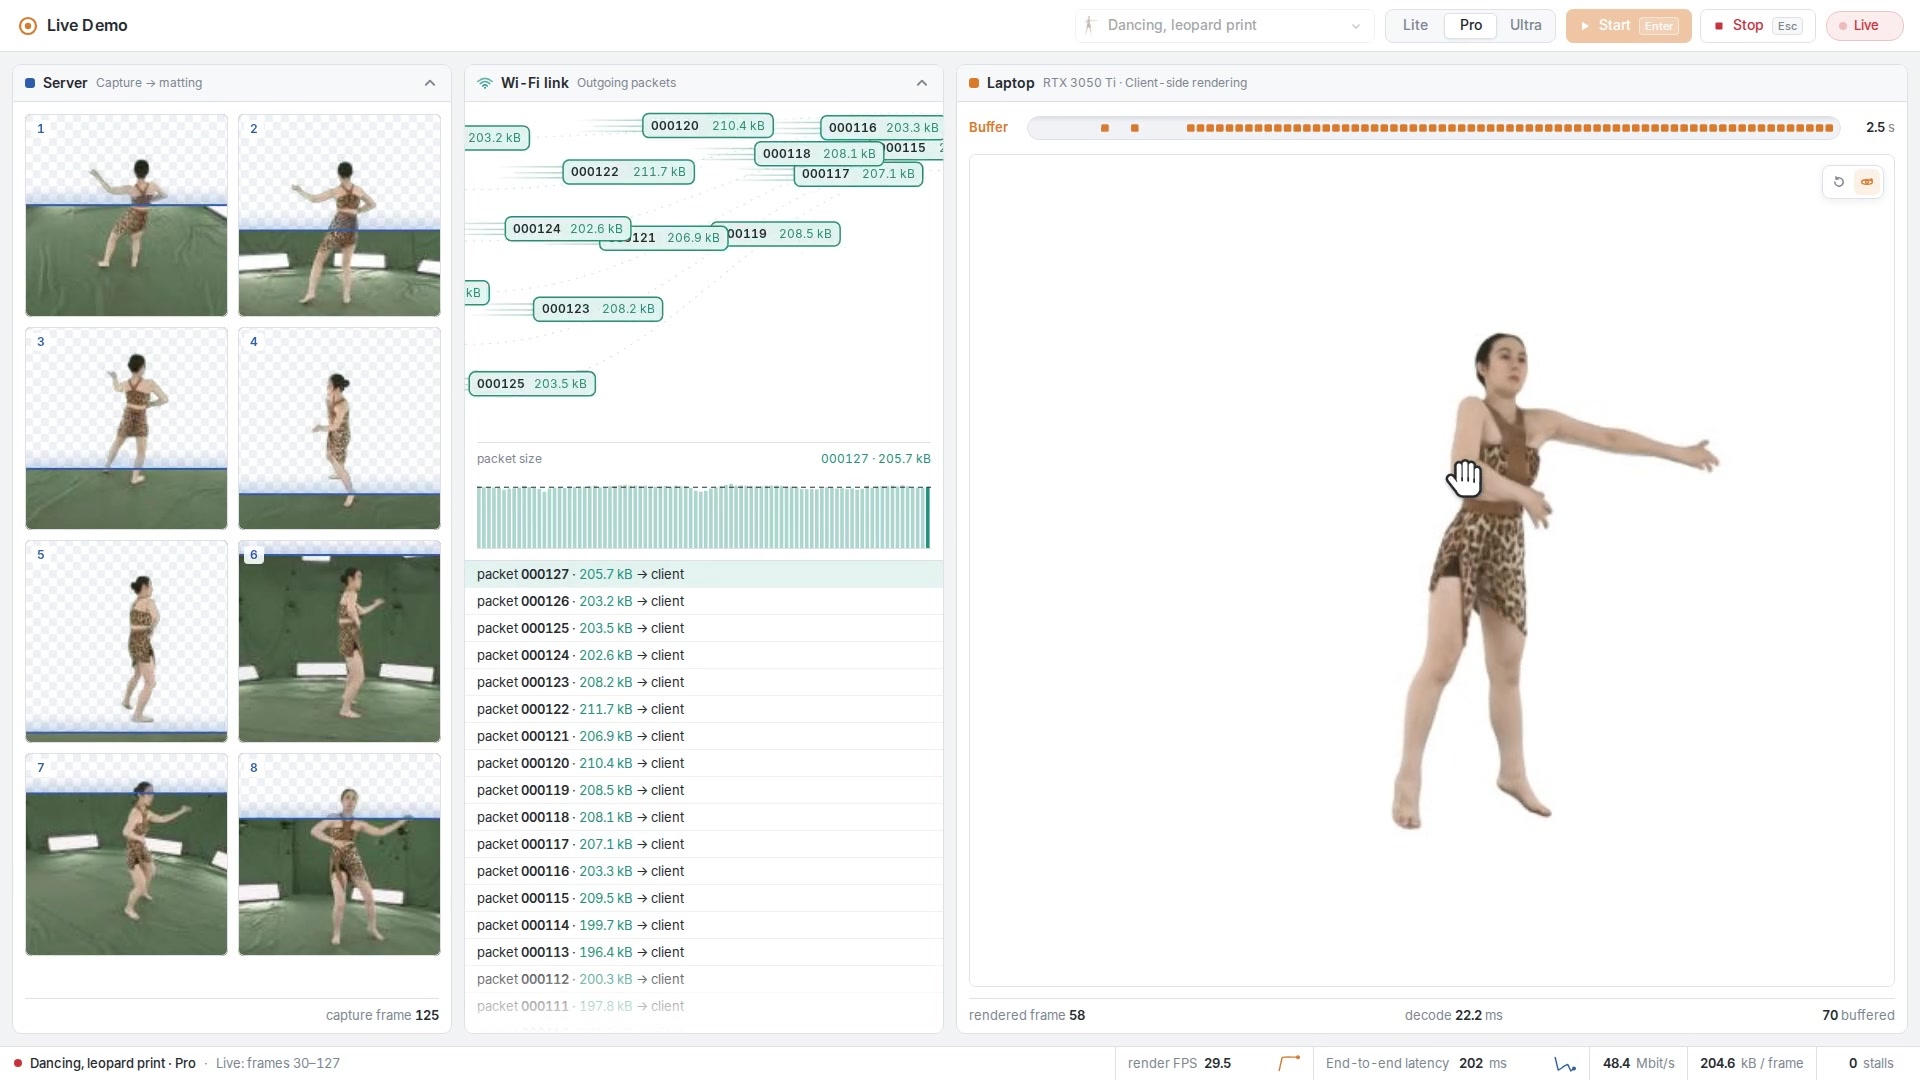 Live Demo
Dancing, leopard print
Lite Pro Ultra
Start Enter
Stop Esc
Live
Server Capture → matting
1
2
3
4
5
6
7
8
capture frame 125
Wi-Fi link Outgoing packets
203.2 kB
000120 210.4 kB
000116 203.3 kB
000118 208.1 kB
000115 2
000122 211.7 kB
000117 207.1 kB
000124 202.6 kB
121 206.9 kB
000119 208.5 kB
kB
000123 208.2 kB
000125 203.5 kB
packet size 000127 · 205.7 kB
packet 000127 · 205.7 kB → client
packet 000126 · 203.2 kB → client
packet 000125 · 203.5 kB → client
packet 000124 · 202.6 kB → client
packet 000123 · 208.2 kB → client
packet 000122 · 211.7 kB → client
packet 000121 · 206.9 kB → client
packet 000120 · 210.4 kB → client
packet 000119 · 208.5 kB → client
packet 000118 · 208.1 kB → client
packet 000117 · 207.1 kB → client
packet 000116 · 203.3 kB → client
packet 000115 · 209.5 kB → client
packet 000114 · 199.7 kB → client
packet 000113 · 196.4 kB → client
packet 000112 · 200.3 kB → client
packet 000111 · 197.8 kB → client
Laptop RTX 3050 Ti · Client-side rendering
Buffer 2.5 s
rendered frame 58 decode 22.2 ms 70 buffered
Dancing, leopard print · Pro · Live: frames 30–127
render FPS 29.5
End-to-end latency 202 ms
48.4 Mbit/s
204.6 kB / frame
0 stalls